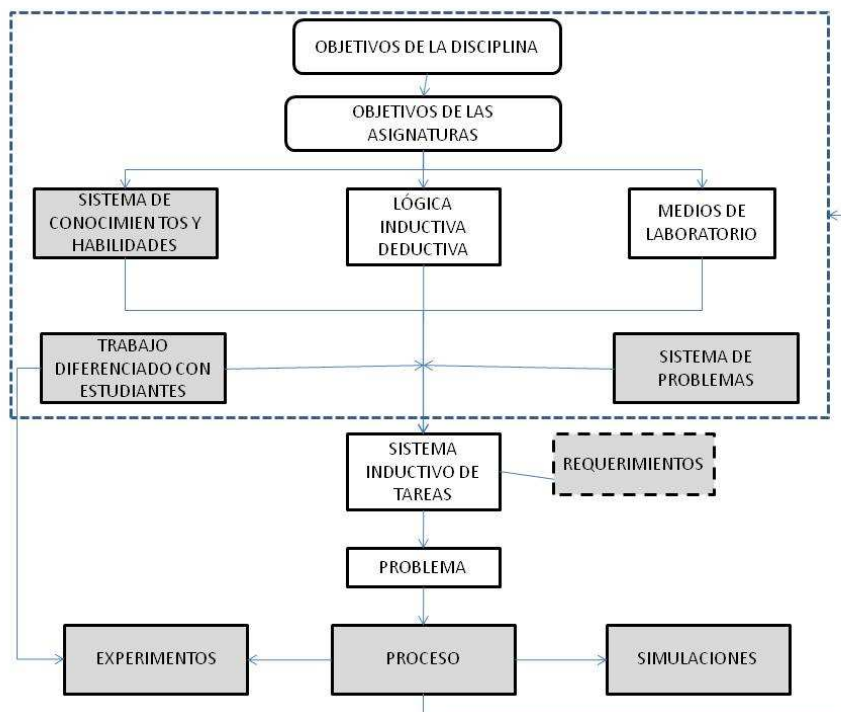 OBJETIVOS DE LA DISCIPLINA
OBJETIVOS DE LAS
ASIGNATURAS
SISTEMA DE
CONOCIMIENTOS Y
HABILIDADES
LÓGICA
INDUCTIVA
DEDUCTIVA
MEDIOS DE
LABORATORIO
TRABAJO
DIFERENCIADO CON
ESTUDIANTES
SISTEMA DE
PROBLEMAS
SISTEMA
INDUCTIVO DE
TAREAS
REQUERIMIENTOS
PROBLEMA
EXPERIMENTOS
PROCESO
SIMULACIONES